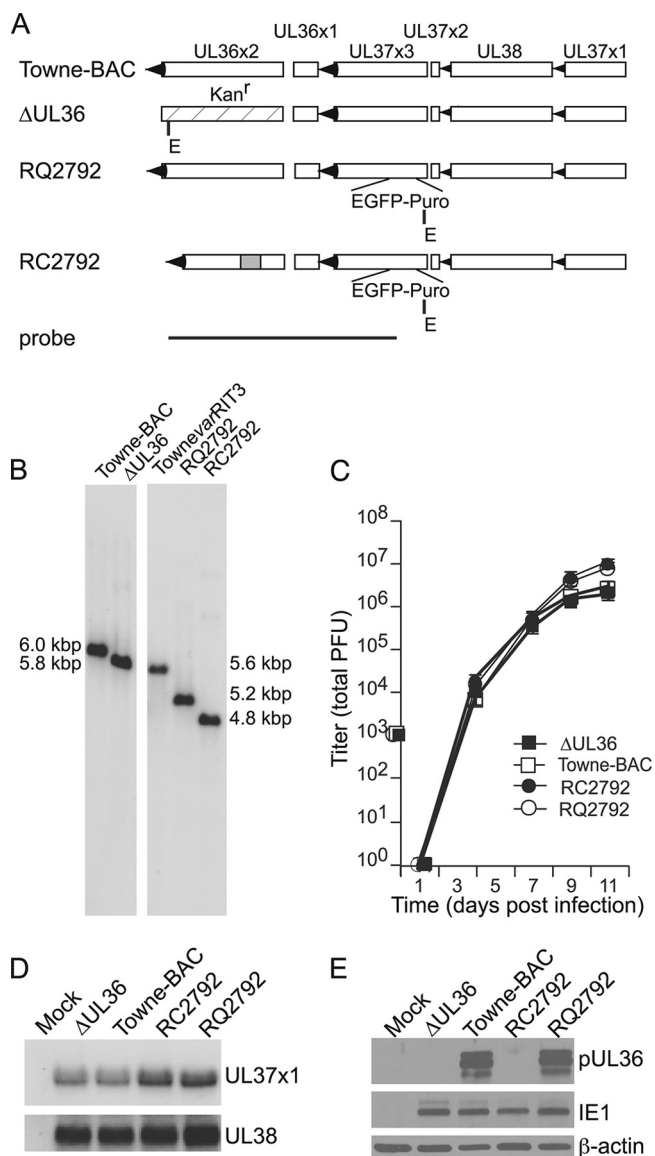 A
UL36x1 UL37x2
UL36x2 UL37x3 UL38 UL37x1
Towne-BAC
Kanr
ΔUL36
E
RQ2792
EGFP-Puro
E
RC2792
EGFP-Puro
E
probe
B
Towne-BAC
ΔUL36
TownevarRIT3
RQ2792
RC2792
6.0 kbp
5.8 kbp
5.6 kbp
5.2 kbp
4.8 kbp
C
Titer (total PFU)
10⁸
10⁷
10⁶
10⁵
10⁴
10³
10²
10¹
10⁰
ΔUL36
Towne-BAC
RC2792
RQ2792
1 3 5 7 9 11
Time (days post infection)
D
Mock
ΔUL36
Towne-BAC
RC2792
RQ2792
UL37x1
UL38
E
Mock
ΔUL36
Towne-BAC
RC2792
RQ2792
pUL36
IE1
β-actin